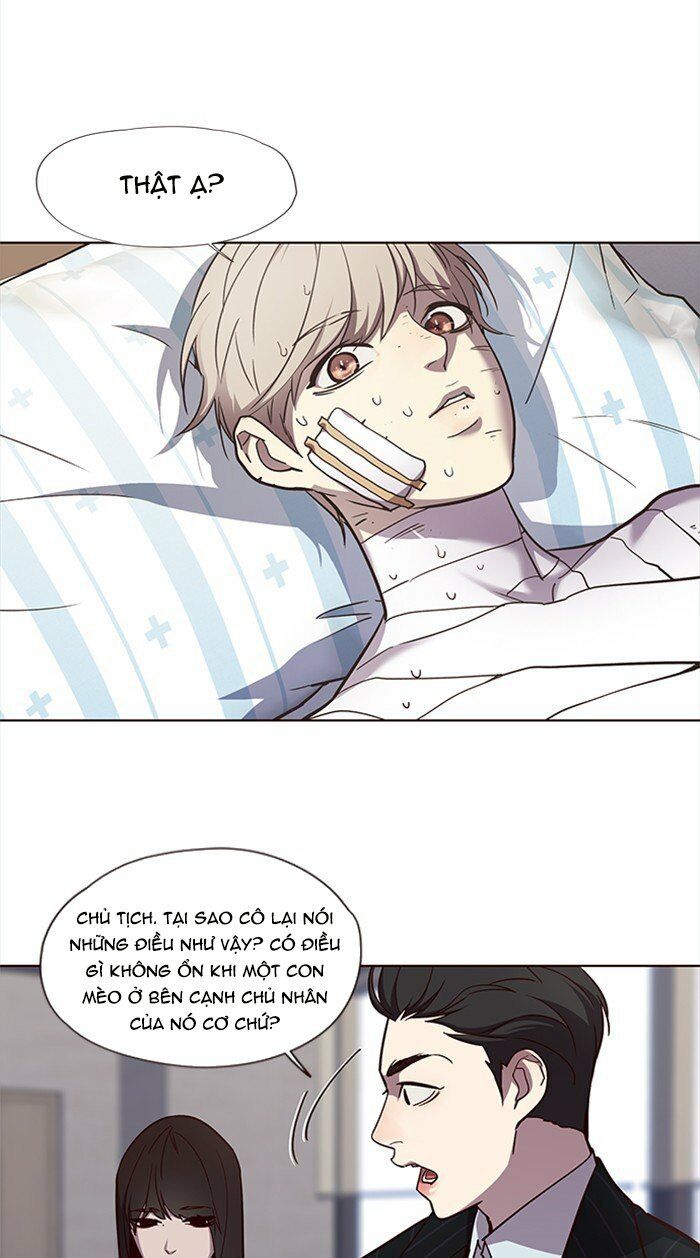 THẬT Ạ?
CHỦ TỊCH. TẠI SAO CÔ LẠI NÓI
NHỮNG ĐIỀU NHƯ VẬY? CÓ ĐIỀU
GÌ KHÔNG ỔN KHI MỘT CON
MÈO Ở BÊN CẠNH CHỦ NHÂN
CỦA NÓ CƠ CHỨ?